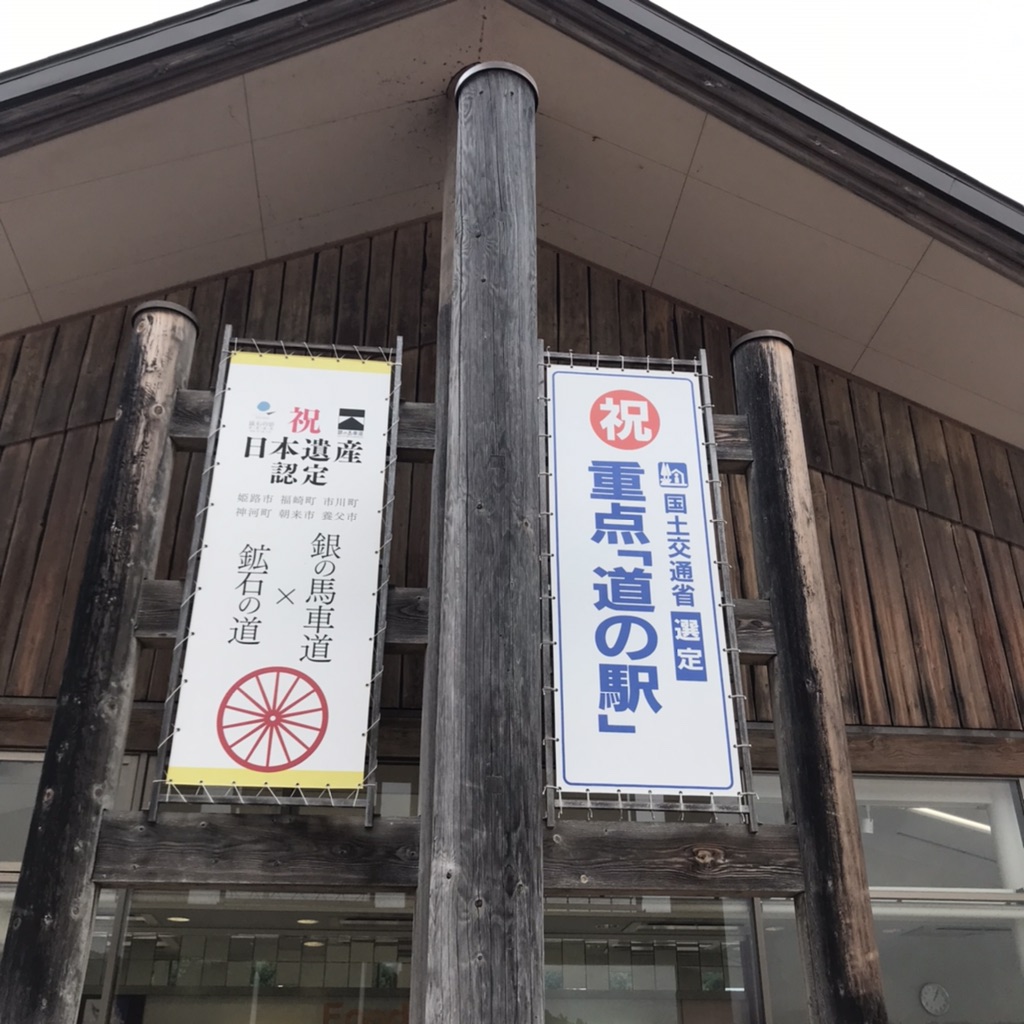 祝
日本遺産
認定
姫路市 福崎町 市川町
神河町 朝来市 養父市
銀の馬車道
×
鉱石の道
祝
国土交通省 選定
重点「道の駅」